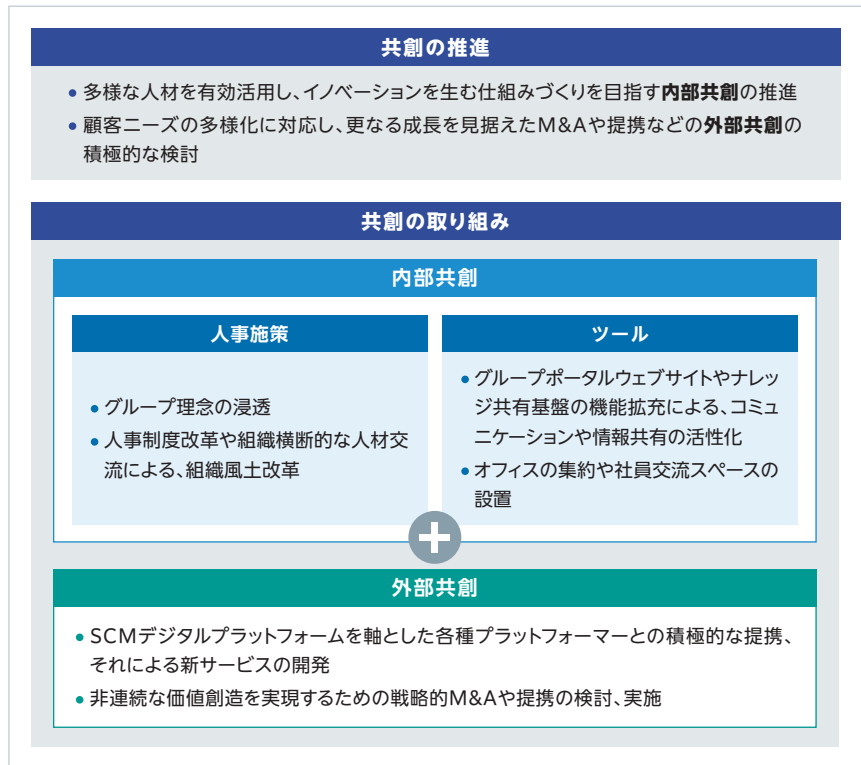 共創の推進
● 多様な人材を有効活用し、イノベーションを生む仕組みづくりを目指す内部共創の推進
● 顧客ニーズの多様化に対応し、更なる成長を見据えたM&Aや提携などの外部共創の
積極的な検討
共創の取り組み
内部共創
人事施策
● グループ理念の浸透
● 人事制度改革や組織横断的な人材交
流による、組織風土改革
ツール
● グループポータルウェブサイトやナレッ
ジ共有基盤の機能拡充による、コミュ
ニケーションや情報共有の活性化
● オフィスの集約や社員交流スペースの
設置
+
外部共創
● SCMデジタルプラットフォームを軸とした各種プラットフォーマーとの積極的な提携、
それによる新サービスの開発
● 非連続な価値創造を実現するための戦略的M&Aや提携の検討、実施